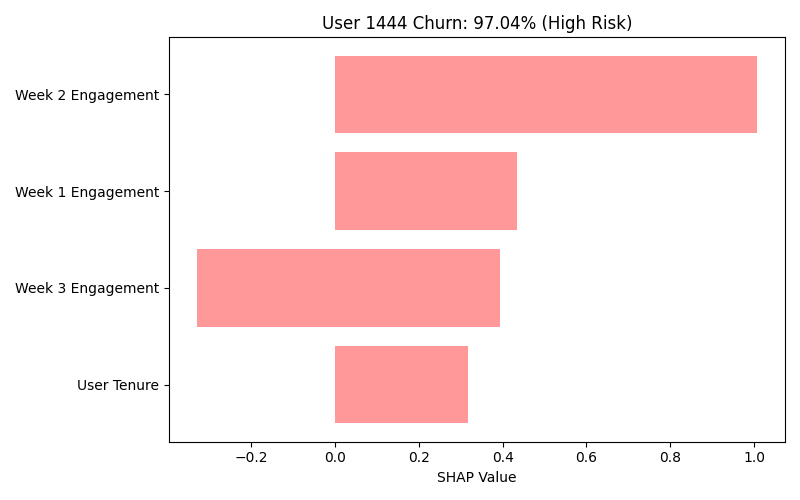 User 1444 Churn: 97.04% (High Risk)
Week 2 Engagement
Week 1 Engagement
Week 3 Engagement
User Tenure
−0.2 0.0 0.2 0.4 0.6 0.8 1.0
SHAP Value